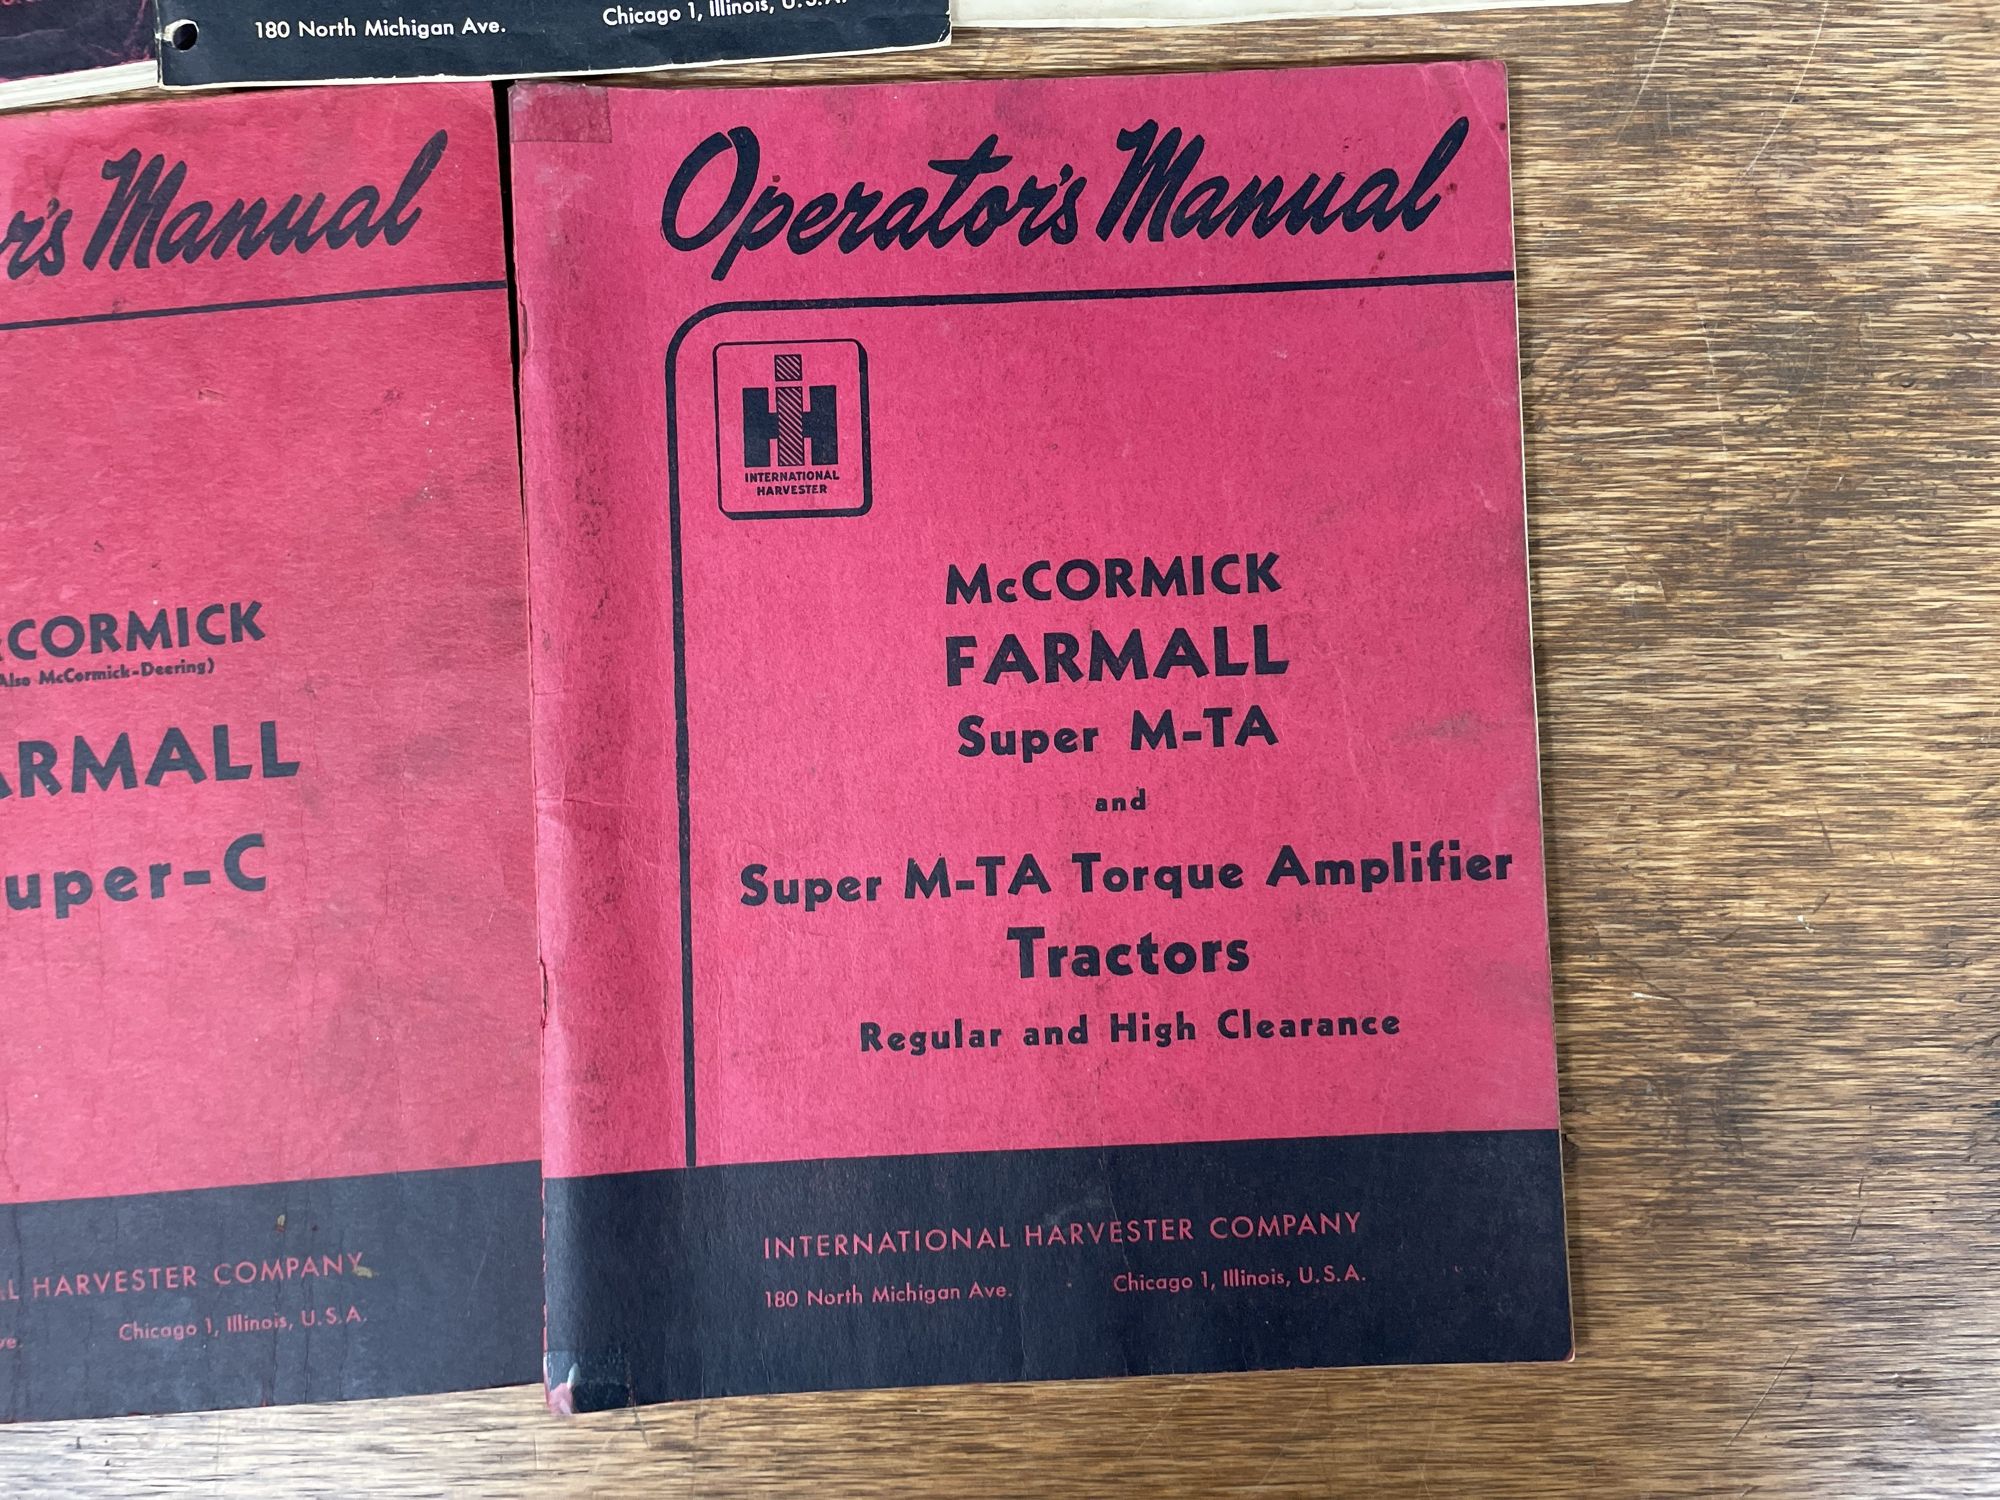 180 North Michigan Ave. Chicago 1, Illinois, U.S.A.
Manual
CORMICK
(Also McCormick-Deering)
ARMALL
uper-C
HARVESTER COMPANY
Chicago 1, Illinois, U.S.A.
Operator's Manual
IH
INTERNATIONAL
HARVESTER
McCORMICK
FARMALL
Super M-TA
and
Super M-TA Torque Amplifier
Tractors
Regular and High Clearance
INTERNATIONAL HARVESTER COMPANY
180 North Michigan Ave. Chicago 1, Illinois, U.S.A.